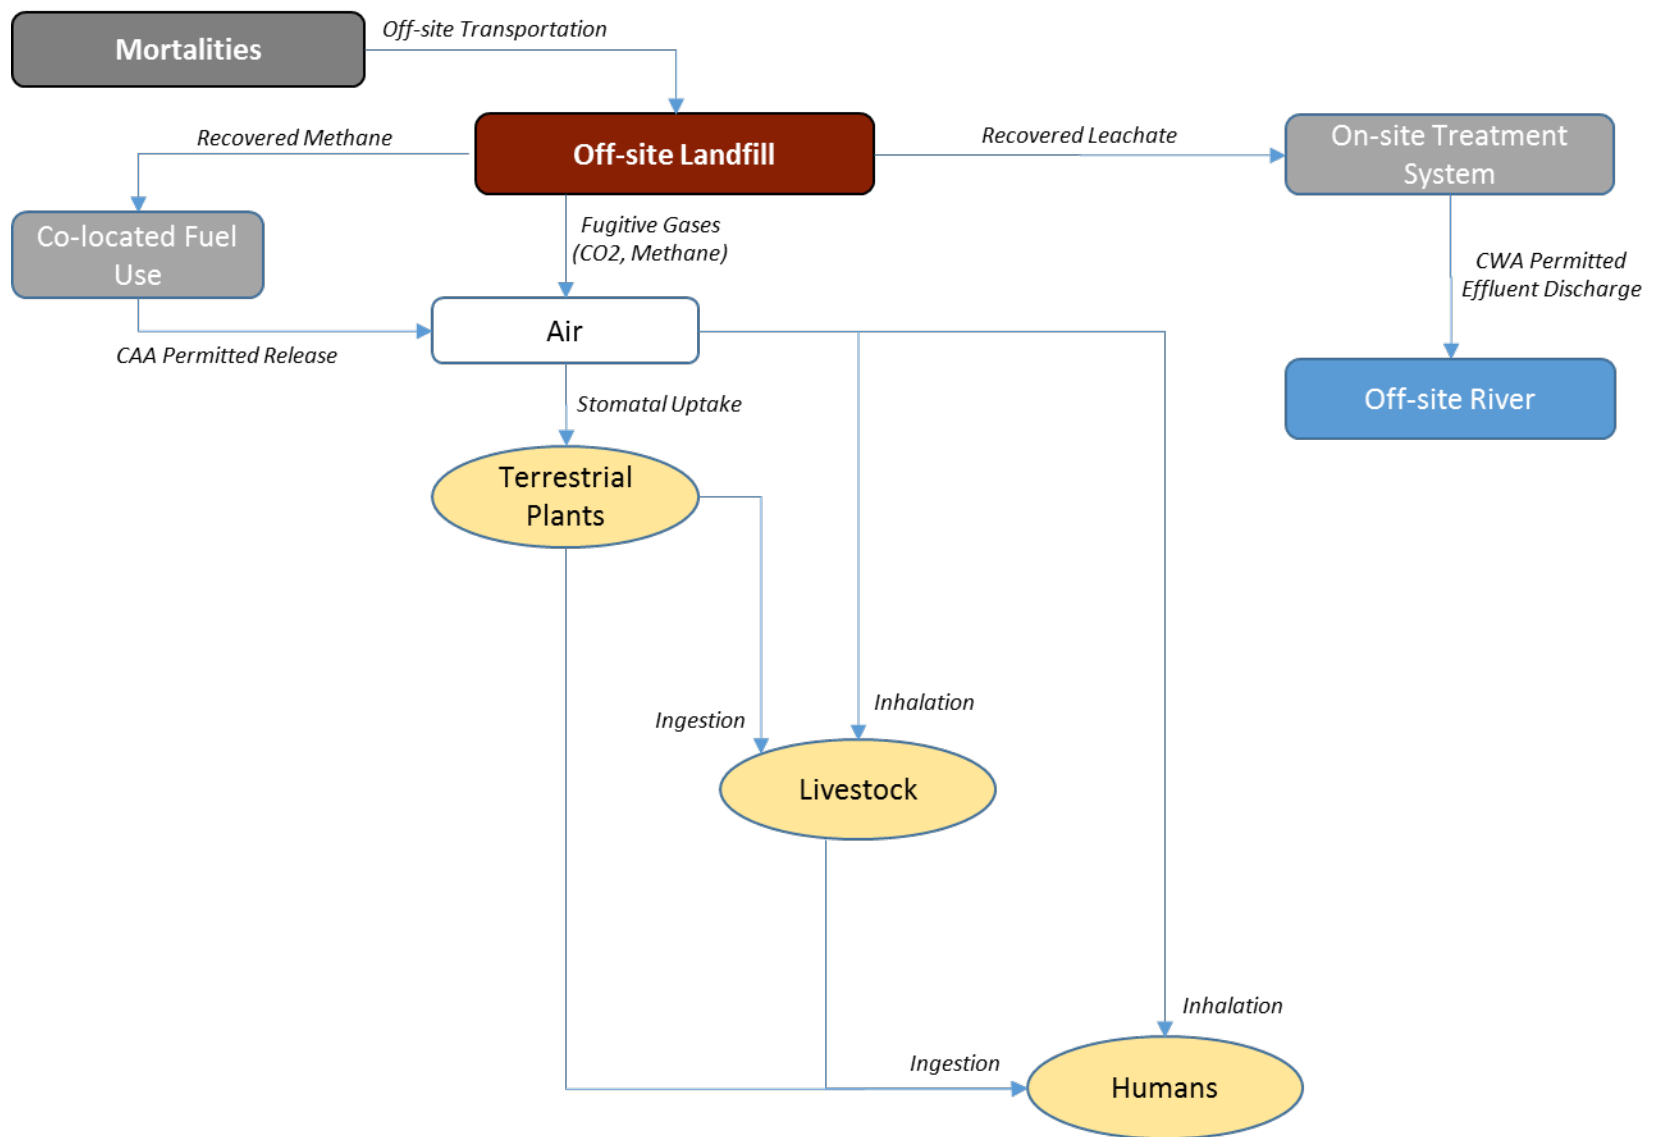 Mortalities
Off-site Transportation
Recovered Methane
Off-site Landfill
Recovered Leachate
On-site Treatment
System
Co-located Fuel
Use
Fugitive Gases
(CO2, Methane)
CWA Permitted
Effluent Discharge
Air
CAA Permitted Release
Off-site River
Stomatal Uptake
Terrestrial
Plants
Inhalation
Ingestion
Livestock
Inhalation
Ingestion
Humans